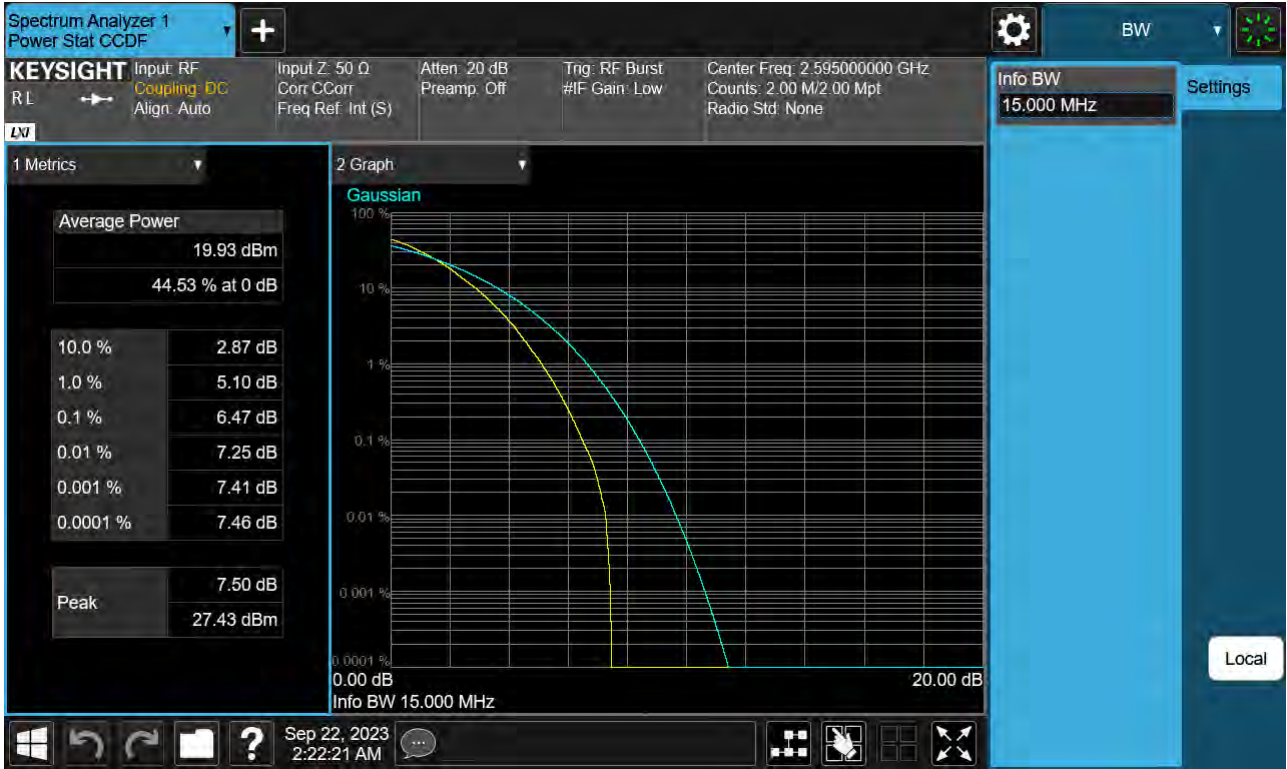 Spectrum Analyzer 1
Power Stat CCDF
BW
KEYSIGHT
R L
LXI
Input: RF
Coupling: DC
Align: Auto
Input Z: 50 Ω
Corr CCorr
Freq Ref: Int (S)
Atten: 20 dB
Preamp: Off
Trig: RF Burst
#IF Gain: Low
Center Freq: 2.595000000 GHz
Counts: 2.00 M/2.00 Mpt
Radio Std: None
Info BW
15.000 MHz
Settings
1 Metrics
Average Power
19.93 dBm
44.53 % at 0 dB
10.0 % 2.87 dB
1.0 % 5.10 dB
0.1 % 6.47 dB
0.01 % 7.25 dB
0.001 % 7.41 dB
0.0001 % 7.46 dB
Peak
7.50 dB
27.43 dBm
2 Graph
Gaussian
100 %
10 %
1 %
0.1 %
0.01 %
0.001 %
0.0001 %
0.00 dB 20.00 dB
Info BW 15.000 MHz
Local
?
Sep 22, 2023
2:22:21 AM